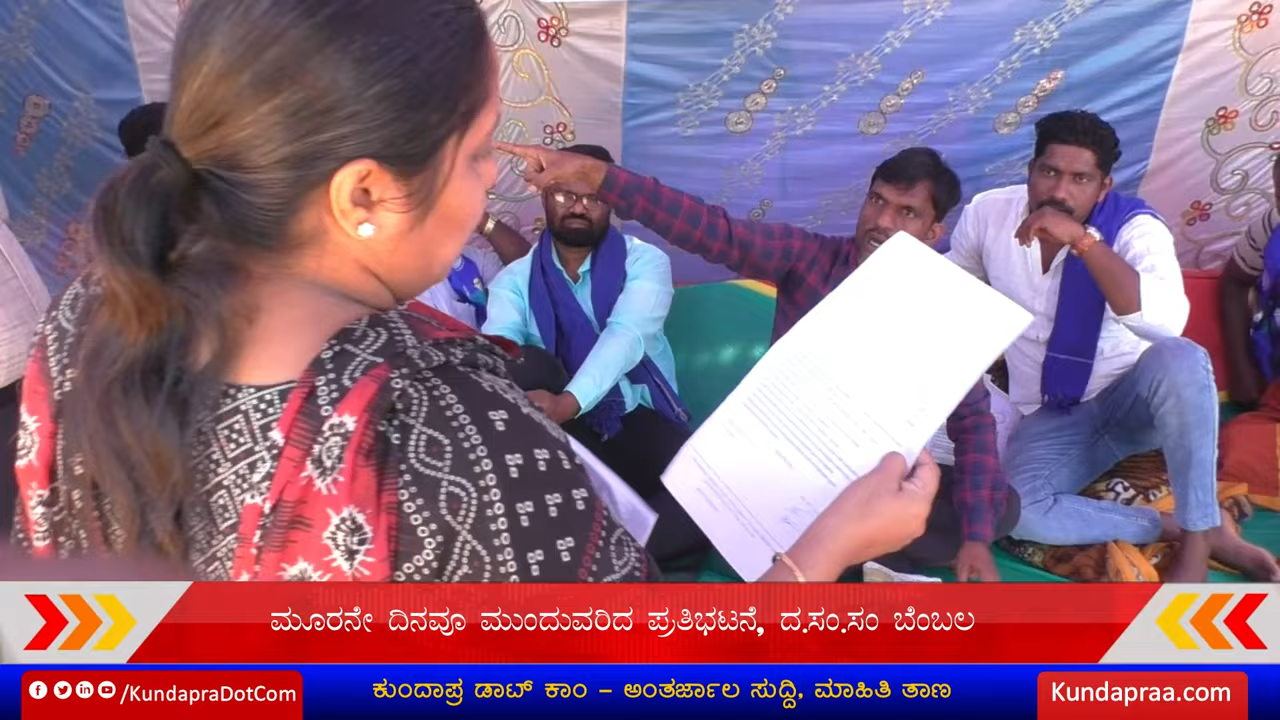 ಮೂರನೇ ದಿನವೂ ಮುಂದುವರಿದ ಪ್ರತಿಭಟನೆ, ದ.ಸಂ.ಸಂ ಬೆಂಬಲ
/KundapraDotCom
ಕುಂದಾಪ್ರ ಡಾಟ್ ಕಾಂ - ಅಂತರ್ಜಾಲ ಸುದ್ದಿ, ಮಾಹಿತಿ ತಾಣ
Kundapraa.com